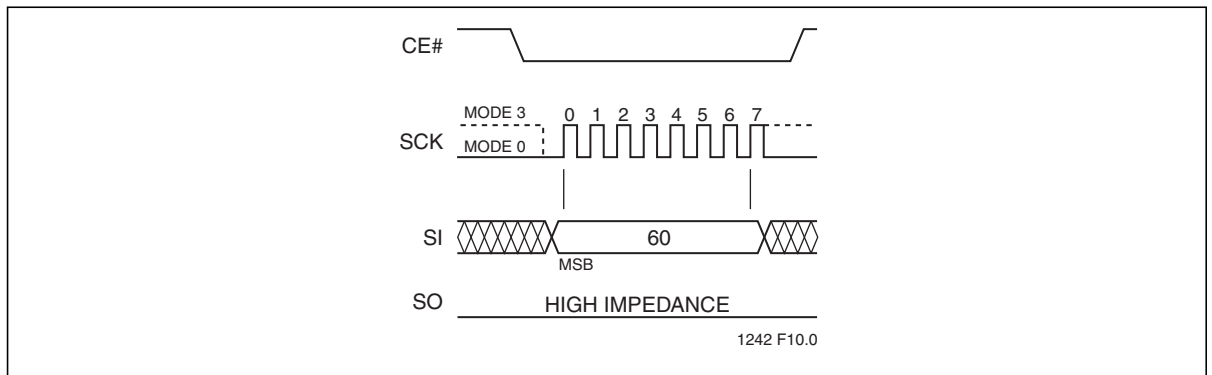 CE#
MODE 3 0 1 2 3 4 5 6 7
SCK MODE 0
SI 60
MSB
SO HIGH IMPEDANCE
1242 F10.0